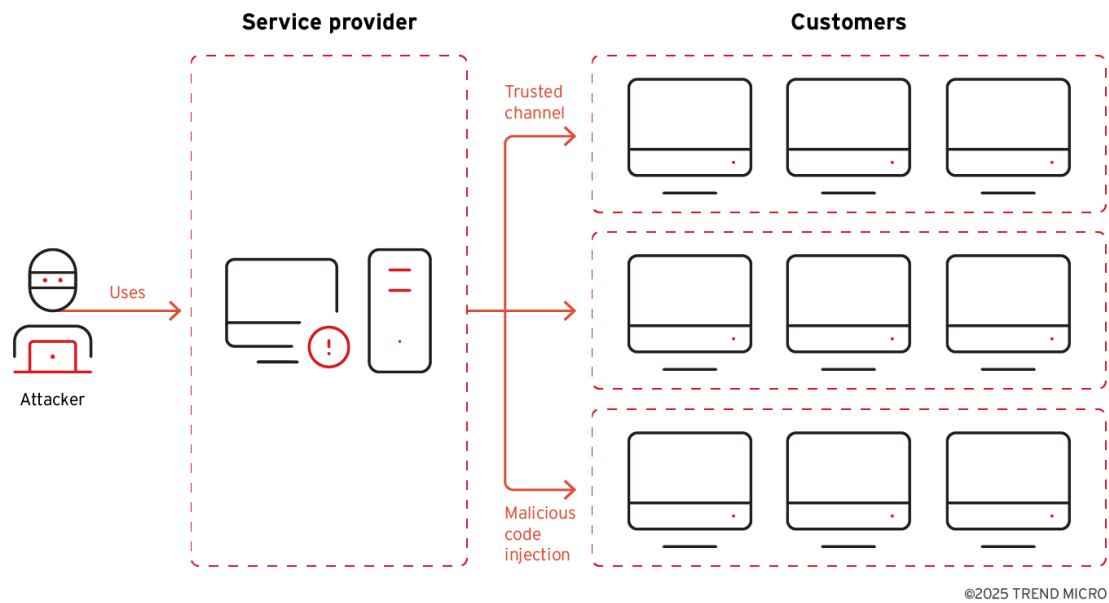 Service provider
Customers
Trusted
channel
Uses
Attacker
Malicious
code
injection
©2025 TREND MICRO